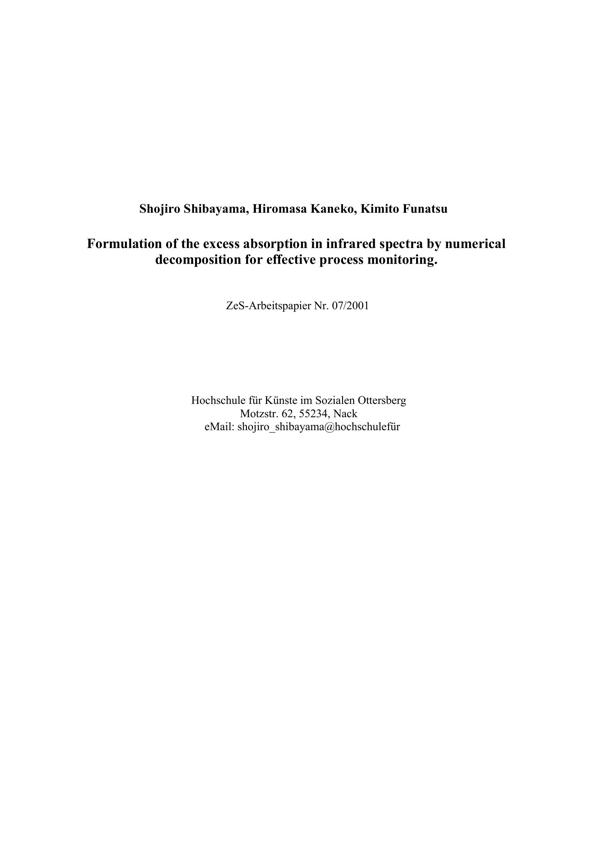 Shojiro Shibayama, Hiromasa Kaneko, Kimito Funatsu
Formulation of the excess absorption in infrared spectra by numerical
decomposition for effective process monitoring.
ZeS-Arbeitspapier Nr. 07/2001
Hochschule für Künste im Sozialen Ottersberg
Motzstr. 62, 55234, Nack
eMail: shojiro_shibayama@hochschulefür